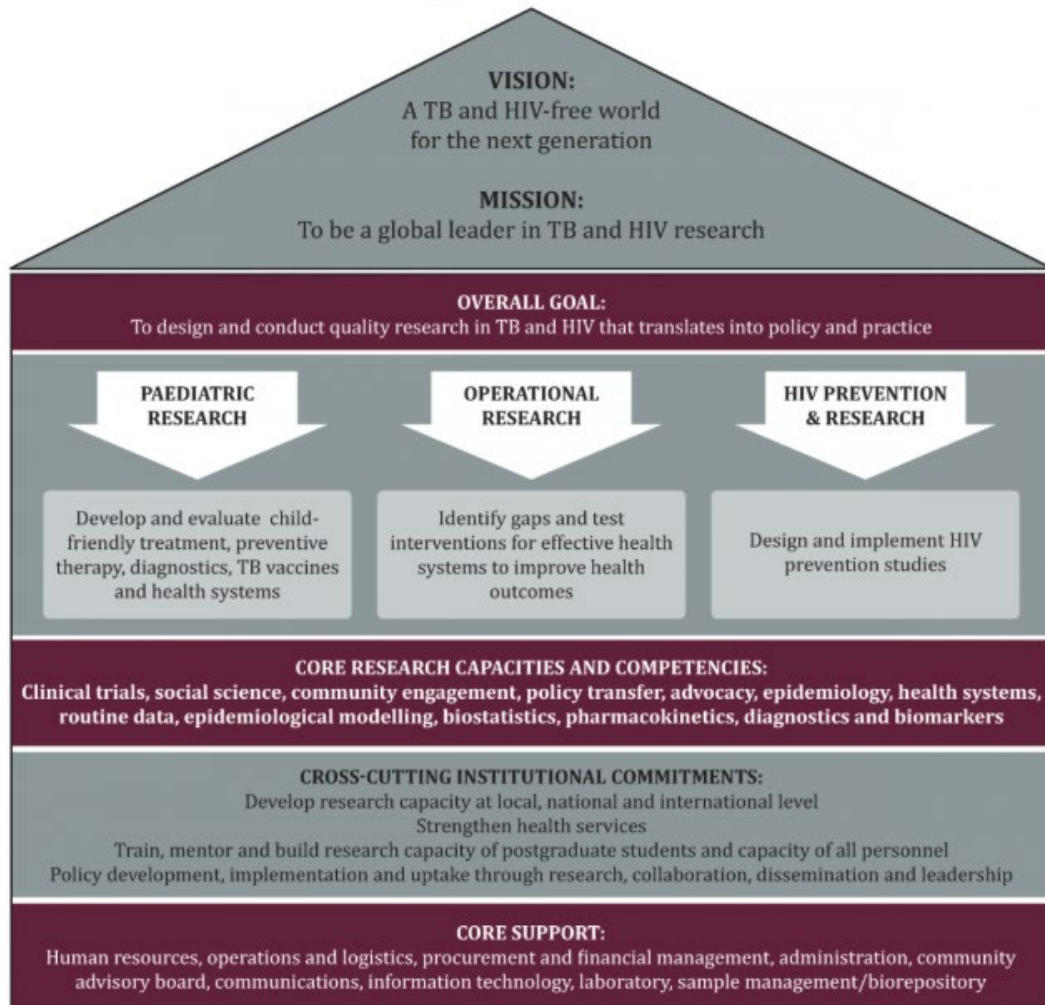 VISION:
A TB and HIV-free world
for the next generation
MISSION:
To be a global leader in TB and HIV research
OVERALL GOAL:
To design and conduct quality research in TB and HIV that translates into policy and practice
PAEDIATRIC
RESEARCH
Develop and evaluate child-
friendly treatment, preventive
therapy, diagnostics, TB vaccines
and health systems
OPERATIONAL
RESEARCH
Identify gaps and test
interventions for effective health
systems to improve health
outcomes
HIV PREVENTION
& RESEARCH
Design and implement HIV
prevention studies
CORE RESEARCH CAPACITIES AND COMPETENCIES:
Clinical trials, social science, community engagement, policy transfer, advocacy, epidemiology, health systems,
routine data, epidemiological modelling, biostatistics, pharmacokinetics, diagnostics and biomarkers
CROSS-CUTTING INSTITUTIONAL COMMITMENTS:
Develop research capacity at local, national and international level
Strengthen health services
Train, mentor and build research capacity of postgraduate students and capacity of all personnel
Policy development, implementation and uptake through research, collaboration, dissemination and leadership
CORE SUPPORT:
Human resources, operations and logistics, procurement and financial management, administration, community
advisory board, communications, information technology, laboratory, sample management/biorepository